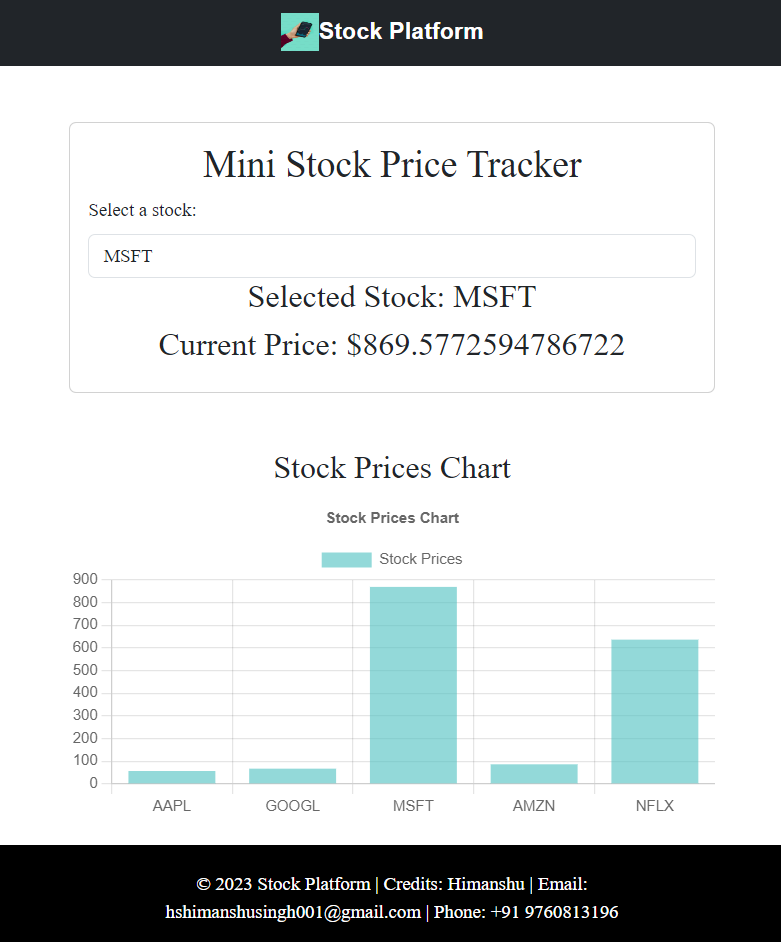 Stock Platform
Mini Stock Price Tracker
Select a stock:
MSFT
Selected Stock: MSFT
Current Price: $869.5772594786722
Stock Prices Chart
Stock Prices Chart
Stock Prices
900
800
700
600
500
400
300
200
100
0
AAPL GOOGL MSFT AMZN NFLX
© 2023 Stock Platform | Credits: Himanshu | Email:
hshimanshusingh001@gmail.com | Phone: +91 9760813196